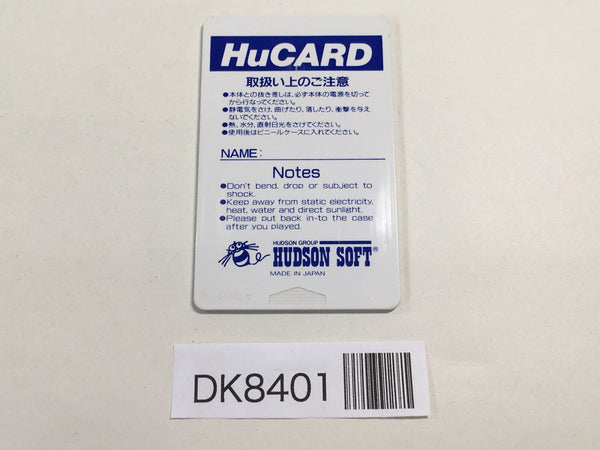 HuCARD
取扱い上のご注意
●本体との抜き差しは、必ず本体の電源を切って
から行なってください。
●静電気をさけ、曲げたり、落したり、衝撃を与え
ないでください。
●熱、水分、直射日光をさけてください。
●使用後はビニールケースに入れてください。
NAME:
Notes
●Don't bend, drop or subject to
shock.
●Keep away from static electricity,
heat, water and direct sunlight.
●Please put back in-to the case
after you played.
HUDSON GROUP
HUDSON SOFT®
MADE IN JAPAN
DK8401